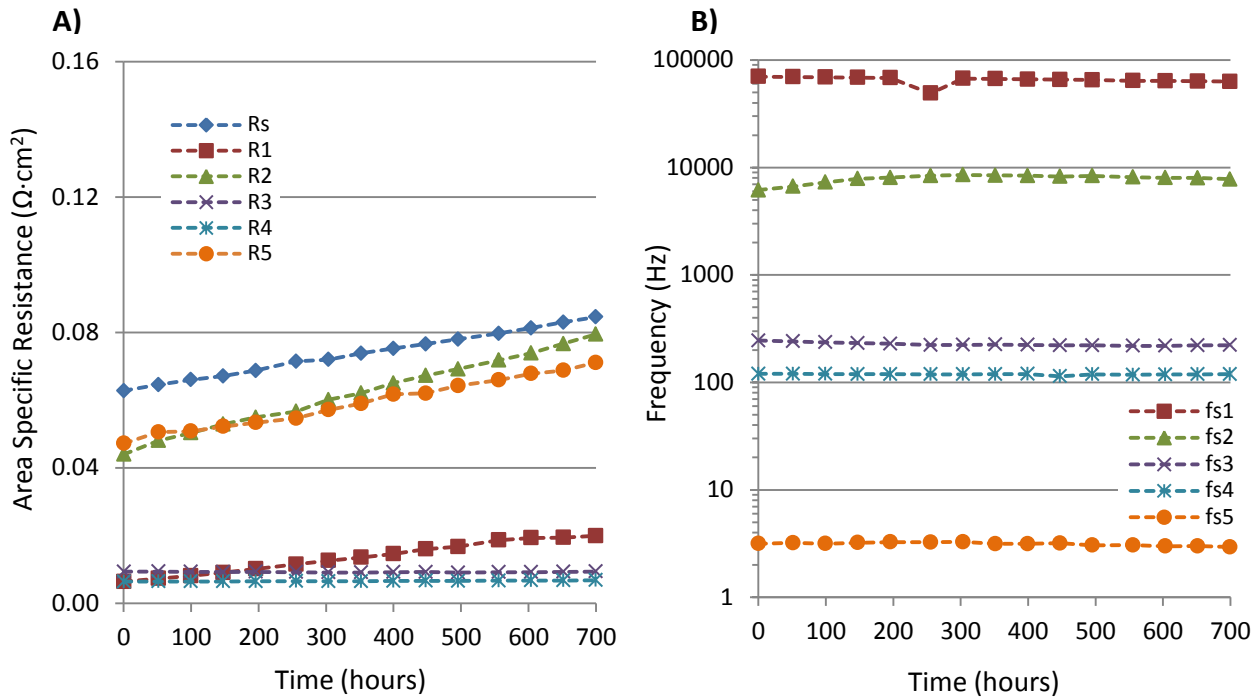 A)
0.16
0.12
0.08
0.04
0.00
Area Specific Resistance (Ω·cm²)
Rs
R1
R2
R3
R4
R5
0 100 200 300 400 500 600 700
Time (hours)
B)
100000
10000
1000
100
10
1
Frequency (Hz)
fs1
fs2
fs3
fs4
fs5
0 100 200 300 400 500 600 700
Time (hours)